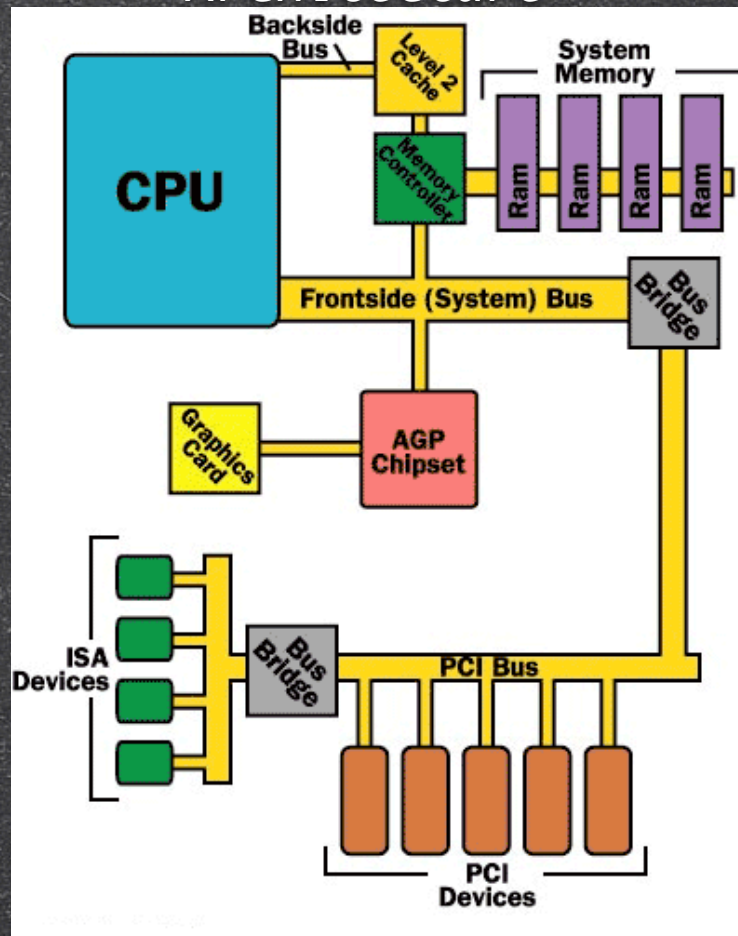 Backside
Bus
Level 2
Cache
System
Memory
CPU
Memory
Controller
Ram
Ram
Ram
Ram
Frontside (System) Bus
Bus
Bridge
Graphics
Card
AGP
Chipset
ISA
Devices
Bus
Bridge
PCI Bus
PCI
Devices